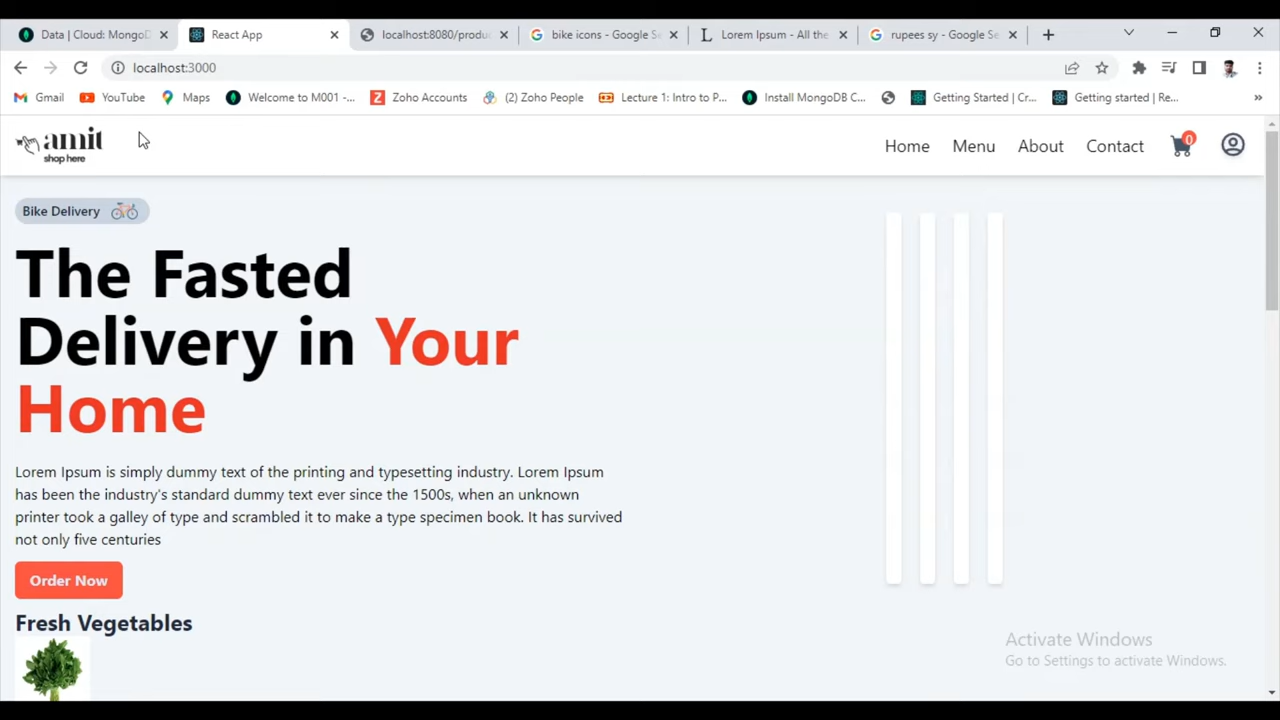 Data | Cloud: MongoD
React App
localhost:8080/produ
bike icons - Google Se
Lorem Ipsum - All the
rupees sy - Google Se
localhost:3000
Gmail
YouTube
Maps
Welcome to M001 -...
Zoho Accounts
(2) Zoho People
Lecture 1: Intro to P...
Install MongoDB C...
Getting Started | Cr...
Getting started | Re...
»
amit
shop here
Home
Menu
About
Contact
0
Bike Delivery
The Fasted
Delivery in Your
Home
Lorem Ipsum is simply dummy text of the printing and typesetting industry. Lorem Ipsum
has been the industry's standard dummy text ever since the 1500s, when an unknown
printer took a galley of type and scrambled it to make a type specimen book. It has survived
not only five centuries
Order Now
Fresh Vegetables
Activate Windows
Go to Settings to activate Windows.